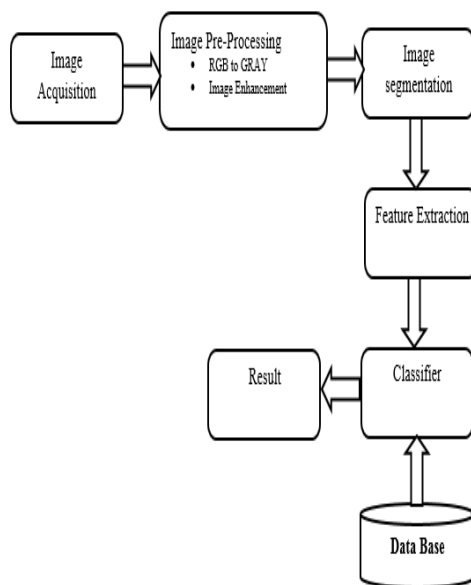 Image
Acquisition
Image Pre-Processing
• RGB to GRAY
• Image Enhancement
Image
segmentation
Feature Extraction
Classifier
Result
Data Base